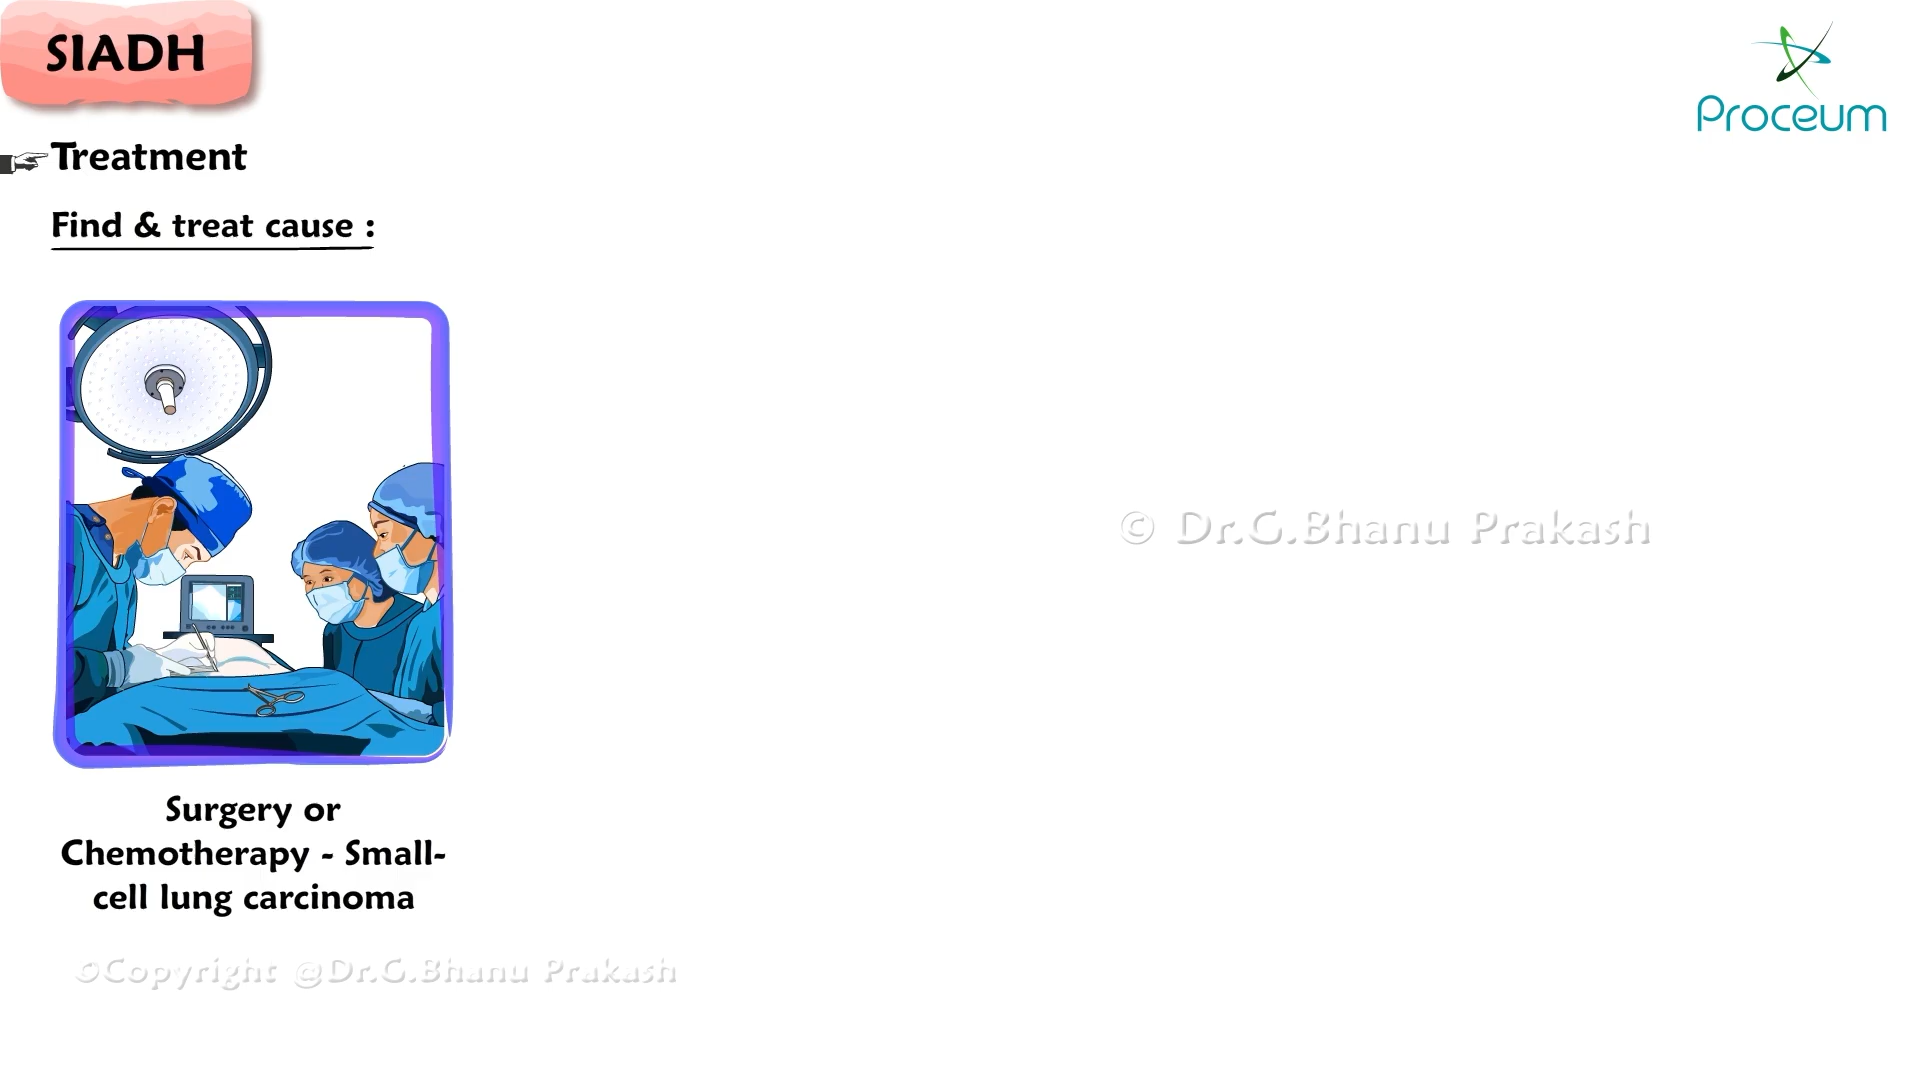 SIADH
Proceum
Treatment
Find & treat cause :
© Dr.G.Bhanu Prakash
Surgery or
Chemotherapy - Small-
cell lung carcinoma
©Copyright @Dr.G.Bhanu Prakash